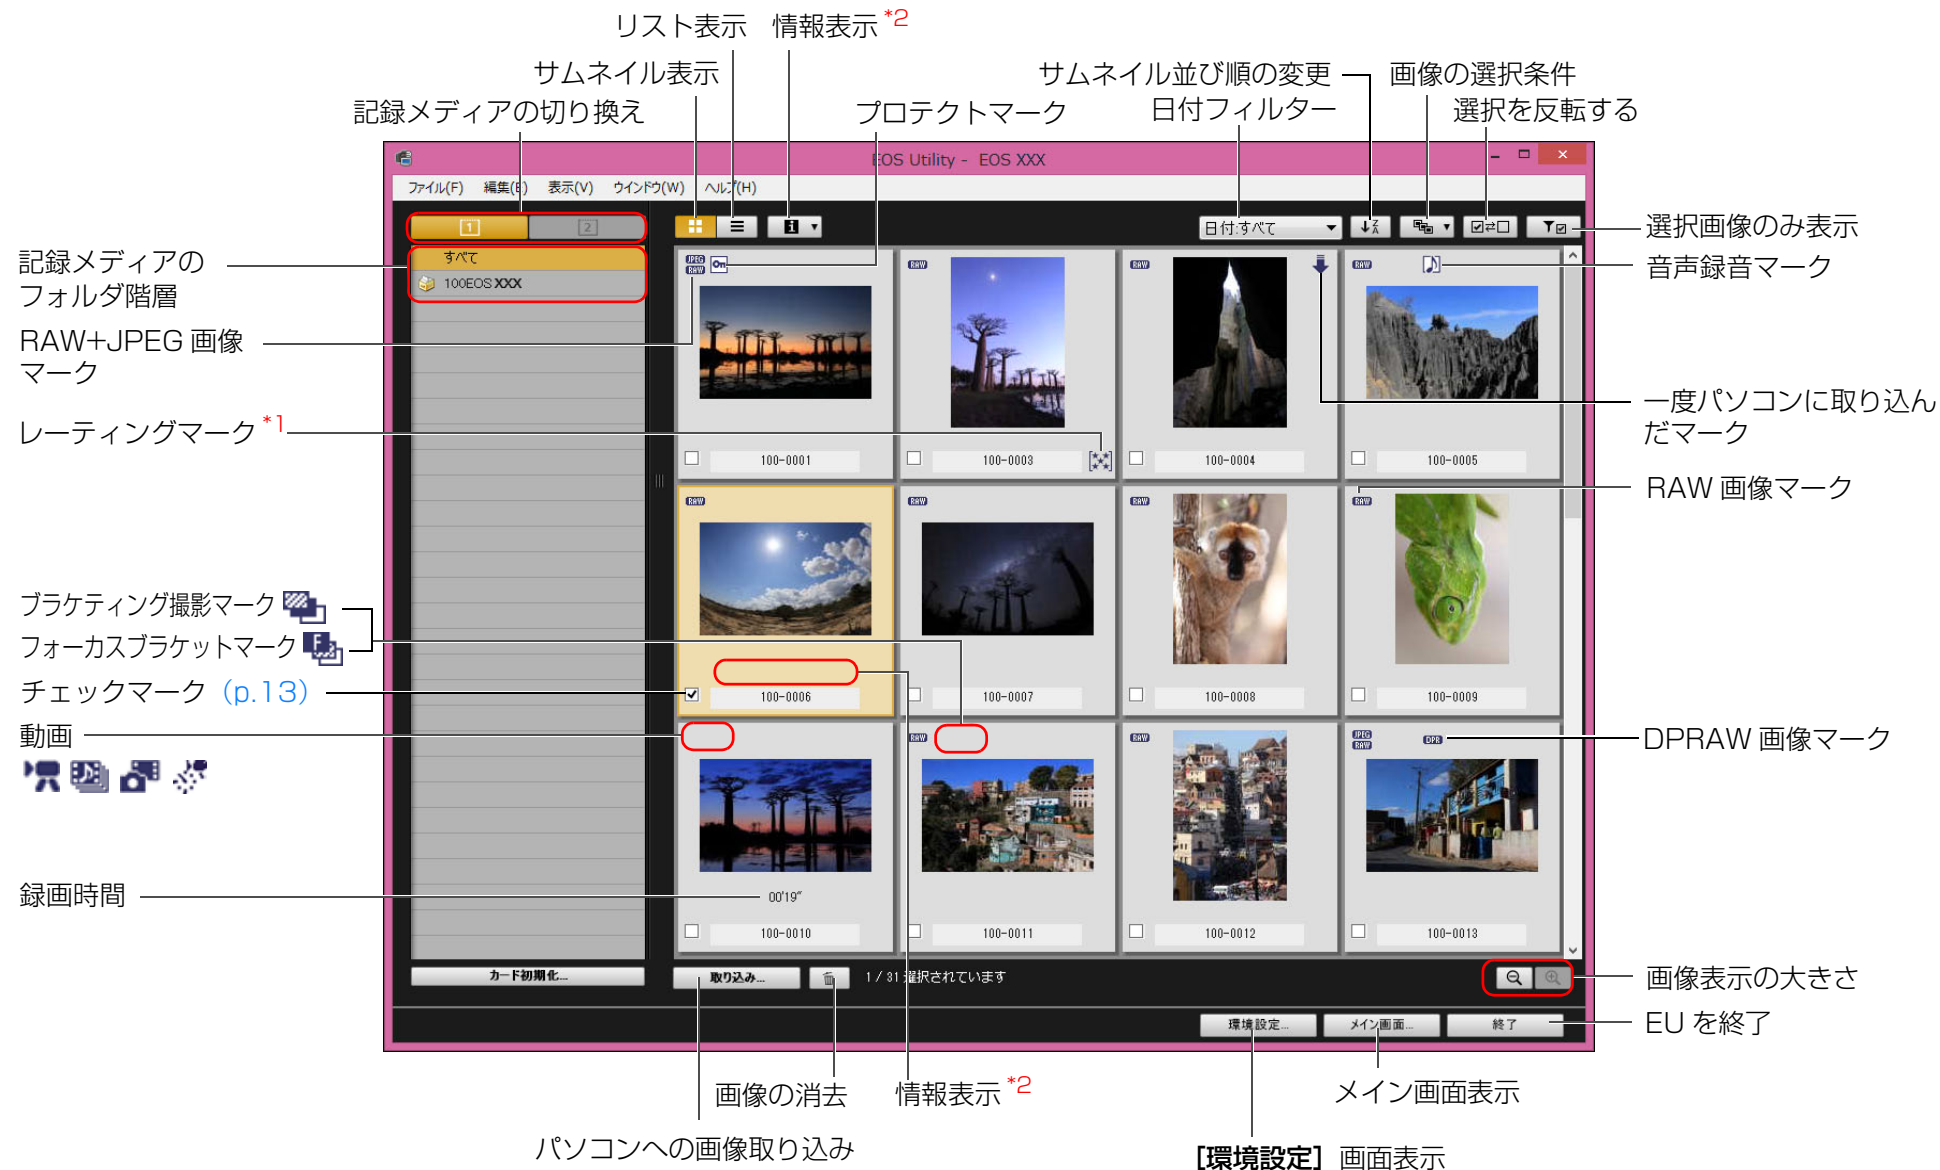 リスト表示 情報表示 *2
サムネイル表示
サムネイル並び順の変更
画像の選択条件
記録メディアの切り換え
プロテクトマーク
日付フィルター
選択を反転する
EOS Utility - EOS XXX
ファイル(F) 編集(E) 表示(V) ウインドウ(W) ヘルプ(H)
1 2
日付:すべて
選択画像のみ表示
記録メディアの
フォルダ階層
すべて
100EOS XXX
JPEG
RAW
RAW
RAW
RAW
音声録音マーク
RAW+JPEG 画像
マーク
一度パソコンに取り込ん
だマーク
レーティングマーク *1
100-0001
100-0003
100-0004
100-0005
RAW
RAW
RAW
RAW
RAW 画像マーク
ブラケティング撮影マーク
フォーカスブラケットマーク
チェックマーク (p.13)
100-0006
100-0007
100-0008
100-0009
動画
RAW
RAW
JPEG
RAW
DPR
DPRAW 画像マーク
録画時間
00'19"
100-0010
100-0011
100-0012
100-0013
カード初期化...
取り込み...
1 / 31 選択されています
画像表示の大きさ
環境設定...
メイン画面...
終了
EU を終了
画像の消去
情報表示 *2
メイン画面表示
パソコンへの画像取り込み
[環境設定] 画面表示